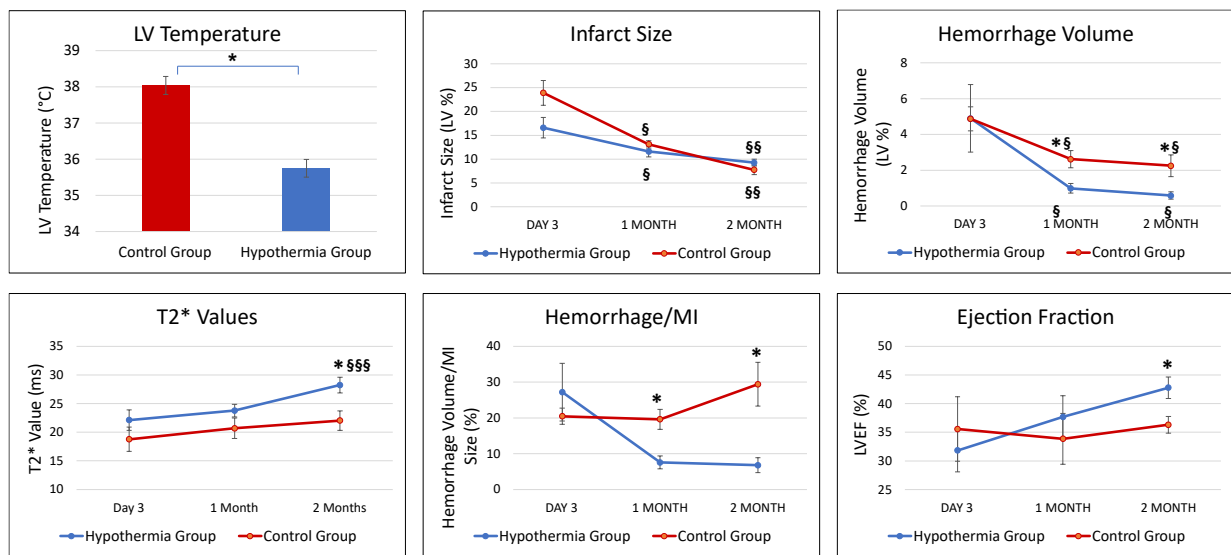 LV Temperature
LV Temperature (°C)
39
38
37
36
35
34
*
Control Group
Hypothermia Group
Infarct Size
Infarct Size (LV %)
30
25
20
15
10
5
0
§
§
§§
§§
DAY 3
1 MONTH
2 MONTH
Hypothermia Group
Control Group
Hemorrhage Volume
Hemorrhage Volume
(LV %)
8
6
4
2
0
*§
*§
§
§
DAY 3
1 MONTH
2 MONTH
Hypothermia Group
Control Group
T2* Values
T2* Value (ms)
35
30
25
20
15
10
* §§§
Day 3
1 Month
2 Months
Hypothermia Group
Control Group
Hemorrhage/MI
Hemorrhage Volume/MI
Size (%)
40
30
20
10
0
*
*
DAY 3
1 MONTH
2 MONTH
Hypothermia Group
Control Group
Ejection Fraction
LVEF (%)
50
45
40
35
30
25
*
DAY 3
1 MONTH
2 MONTH
Hypothermia Group
Control Group